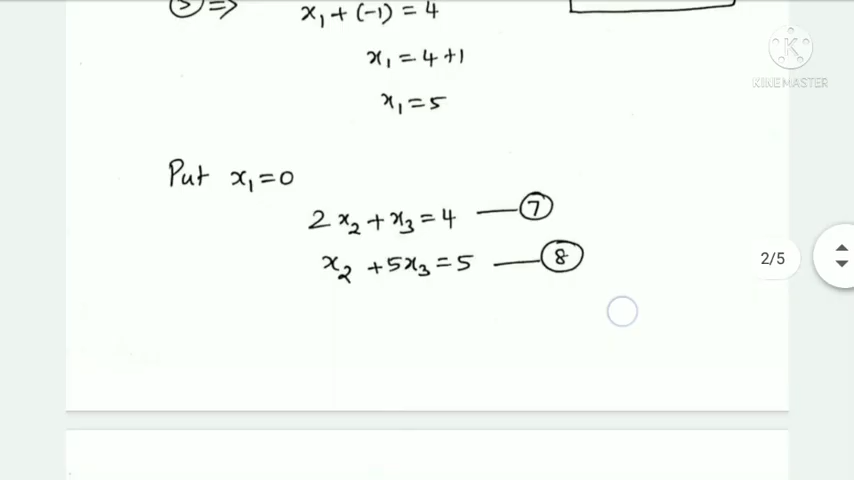 ⑤ ⇒ x₁ + (-1) = 4
x₁ = 4 + 1
x₁ = 5
Put x₁ = 0
2x₂ + x₃ = 4 — ⑦
x₂ + 5x₃ = 5 — ⑧
2/5
KINEMASTER